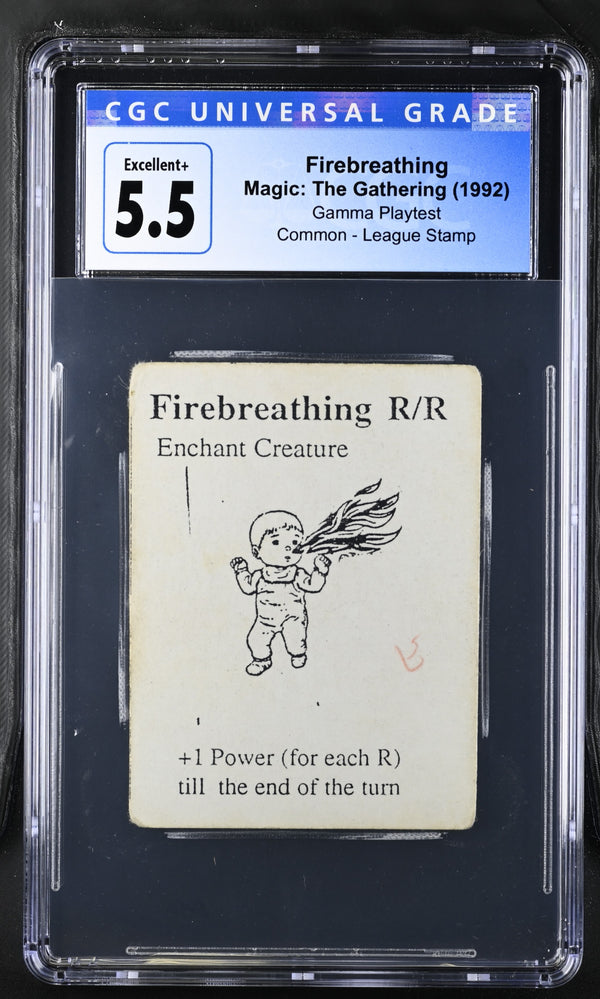 CGC UNIVERSAL GRADE
Excellent+
5.5
Firebreathing
Magic: The Gathering (1992)
Gamma Playtest
Common - League Stamp
Firebreathing R/R
Enchant Creature
+1 Power (for each R)
till the end of the turn